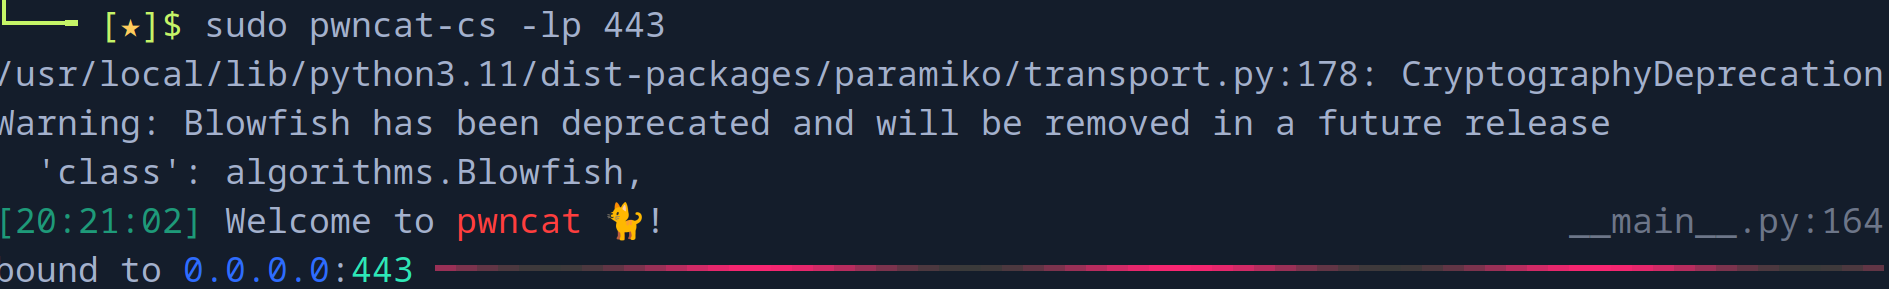 [★]$ sudo pwncat-cs -lp 443
/usr/local/lib/python3.11/dist-packages/paramiko/transport.py:178: CryptographyDeprecation
Warning: Blowfish has been deprecated and will be removed in a future release
'class': algorithms.Blowfish,
[20:21:02] Welcome to pwncat 🐈! __main__.py:164
bound to 0.0.0.0:443